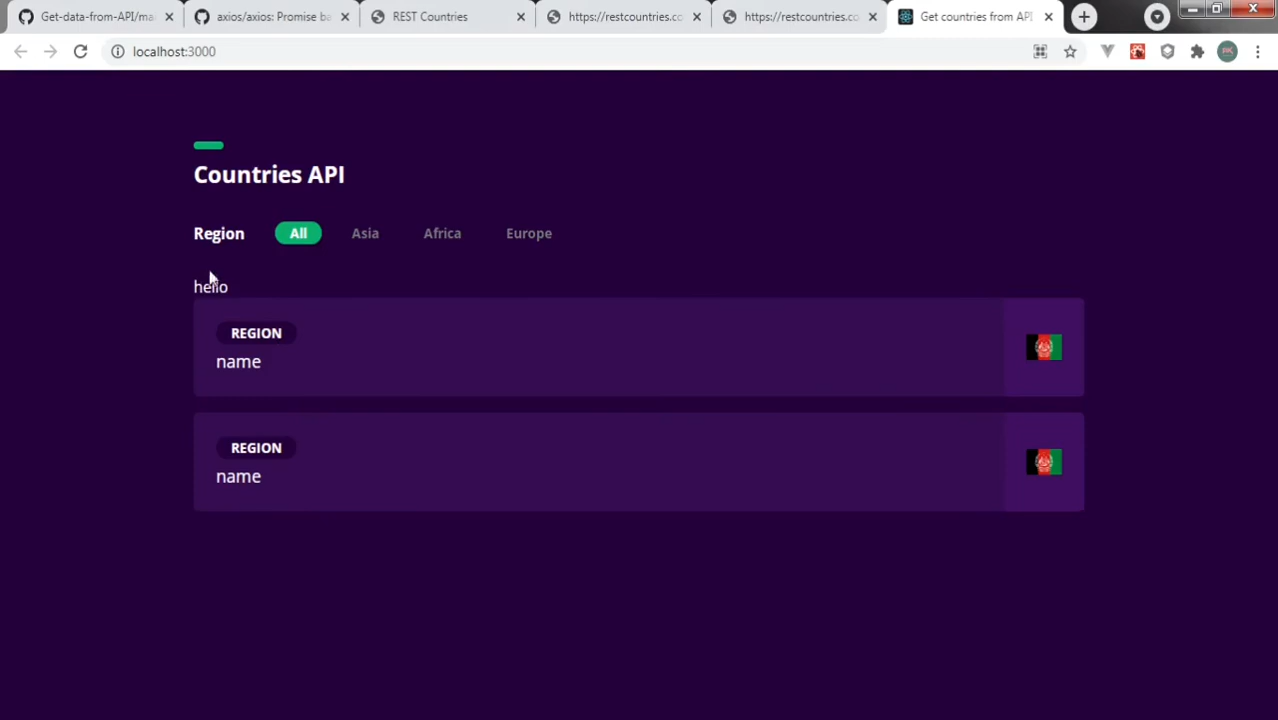 Get-data-from-API/mai
axios/axios: Promise ba
REST Countries
https://restcountries.co
https://restcountries.co
Get countries from API
localhost:3000
Countries API
Region All Asia Africa Europe
hello
REGION
name
REGION
name